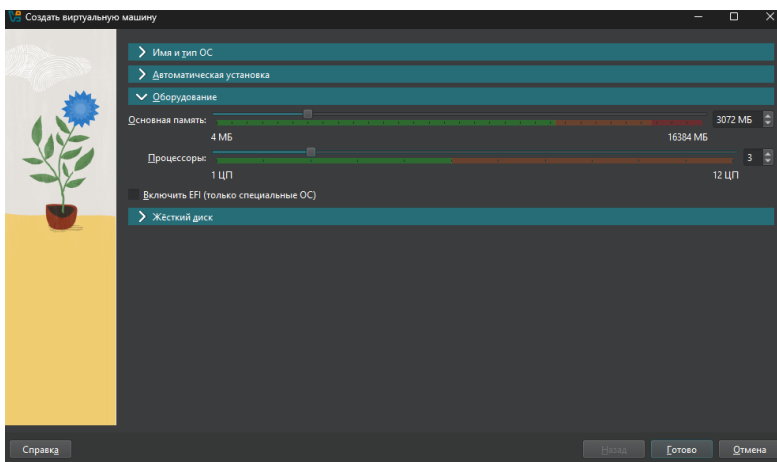 Создать виртуальную машину
Имя и тип ОС
Автоматическая установка
Оборудование
Основная память:
3072 МБ
4 МБ
16384 МБ
Процессоры:
3
1 ЦП
12 ЦП
Включить EFI (только специальные ОС)
Жёсткий диск
Справка
Назад
Готово
Отмена